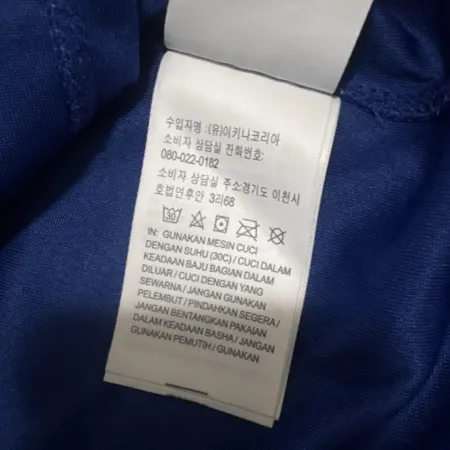 수입자명 : (유)이키나코리아
소비자 상담실 잔화번호:
080-022-0182
소비자 상담실 주소경기도 이천시
호법연후안 3리68
30
IN: GUNAKAN MESIN CUCI
DENGAN SUHU (30C) / CUCI DALAM
KEADAAN BAJU BAGIAN DALAM
DILUAR / CUCI DENGAN YANG
SEWARNA / JANGAN GUNAKAN
PELEMBUT / PINDAHKAN SEGERA /
JANGAN BENTANGKAN PAKAIAN
DALAM KEADAAN BASHA / JANGAN
GUNAKAN PEMUTIH / GUNAKAN